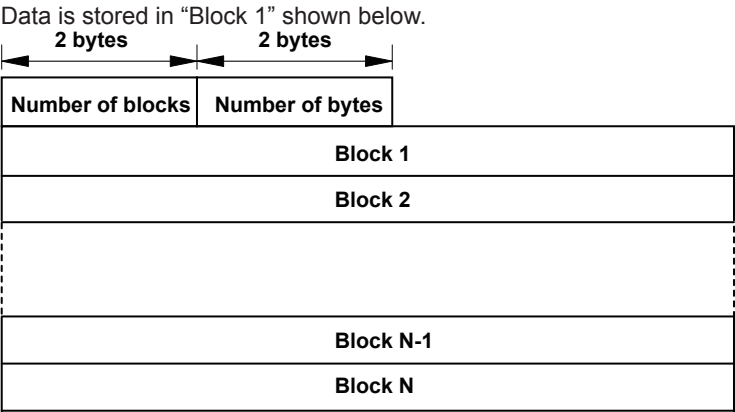 Data is stored in “Block 1” shown below.
2 bytes 2 bytes
Number of blocks Number of bytes
Block 1
Block 2
Block N-1
Block N